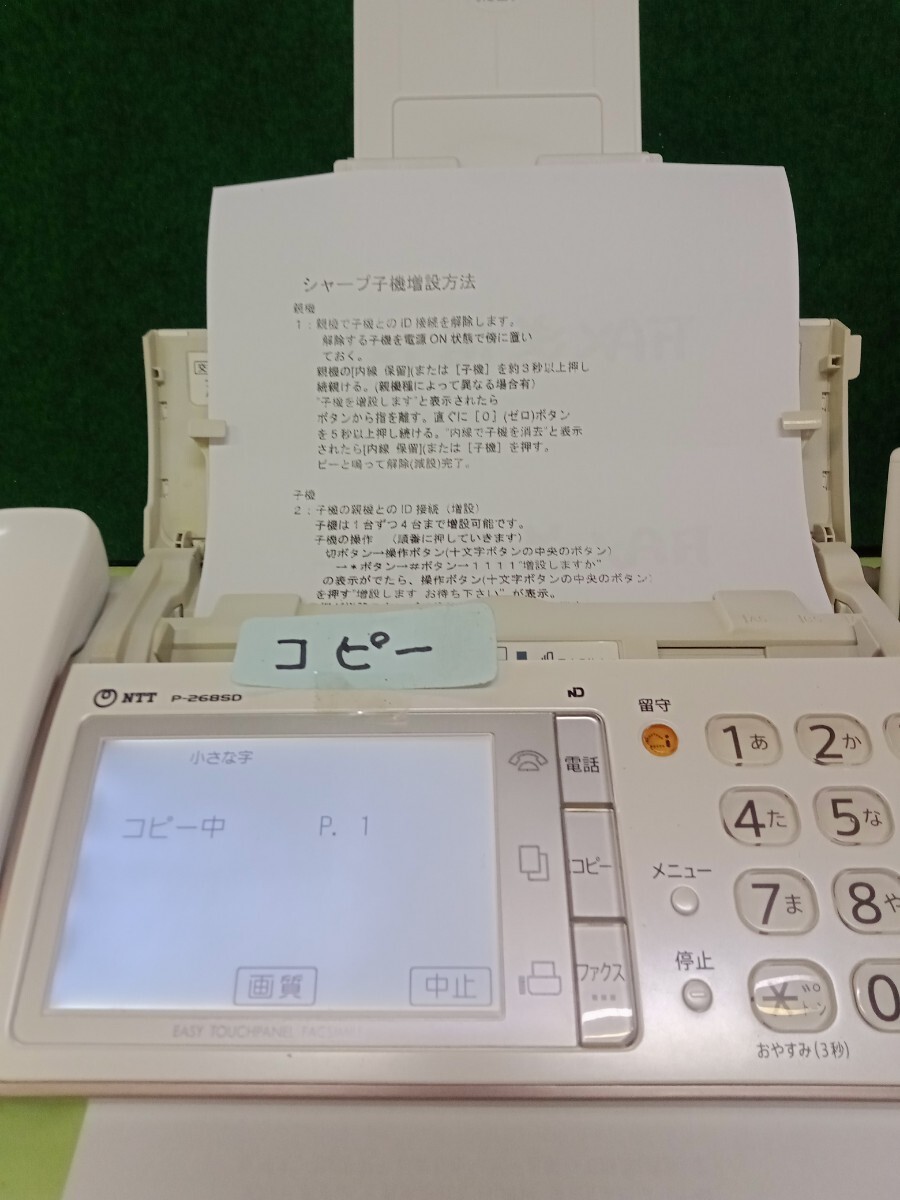 シャープ子機増設方法
親機
1：親機で子機とのID接続を解除します。
解除する子機を電源ON状態で傍に置い
ておく。
親機の[内線 保留](または［子機］を約3秒以上押し
続親ける。(親機種によって異なる場合有)
"子機を増設します"と表示されたら
ボタンから指を離す。直ぐに［0］(ゼロ)ボタン
を5秒以上押し続ける。"内線で子機を消去"と表示
されたら[内線 保留](または［子機］を押す。
ピーと鳴って解除(減設)完了。
子機
2：子機の親機とのID接続（増設）
子機は1台ずつ4台まで増設可能です。
子機の操作　（順番に押していきます）
切ボタン→操作ボタン(十文字ボタンの中央のボタン)
→＊ボタン→#ボタン→1111"増設しますか"
の表示がでたら、操作ボタン(十文字ボタンの中央のボタン)
を押す"増設します お待ち下さい" が表示。
コピー
NTT P-268SD
小さな字
コピー中 P. 1
画質 中止
EASY TOUCHPANEL
電話
コピー
ファクス
留守
1あ 2か
4た 5な
メニュー
7ま 8や
停止
＊ トン 0
おやすみ(3秒)